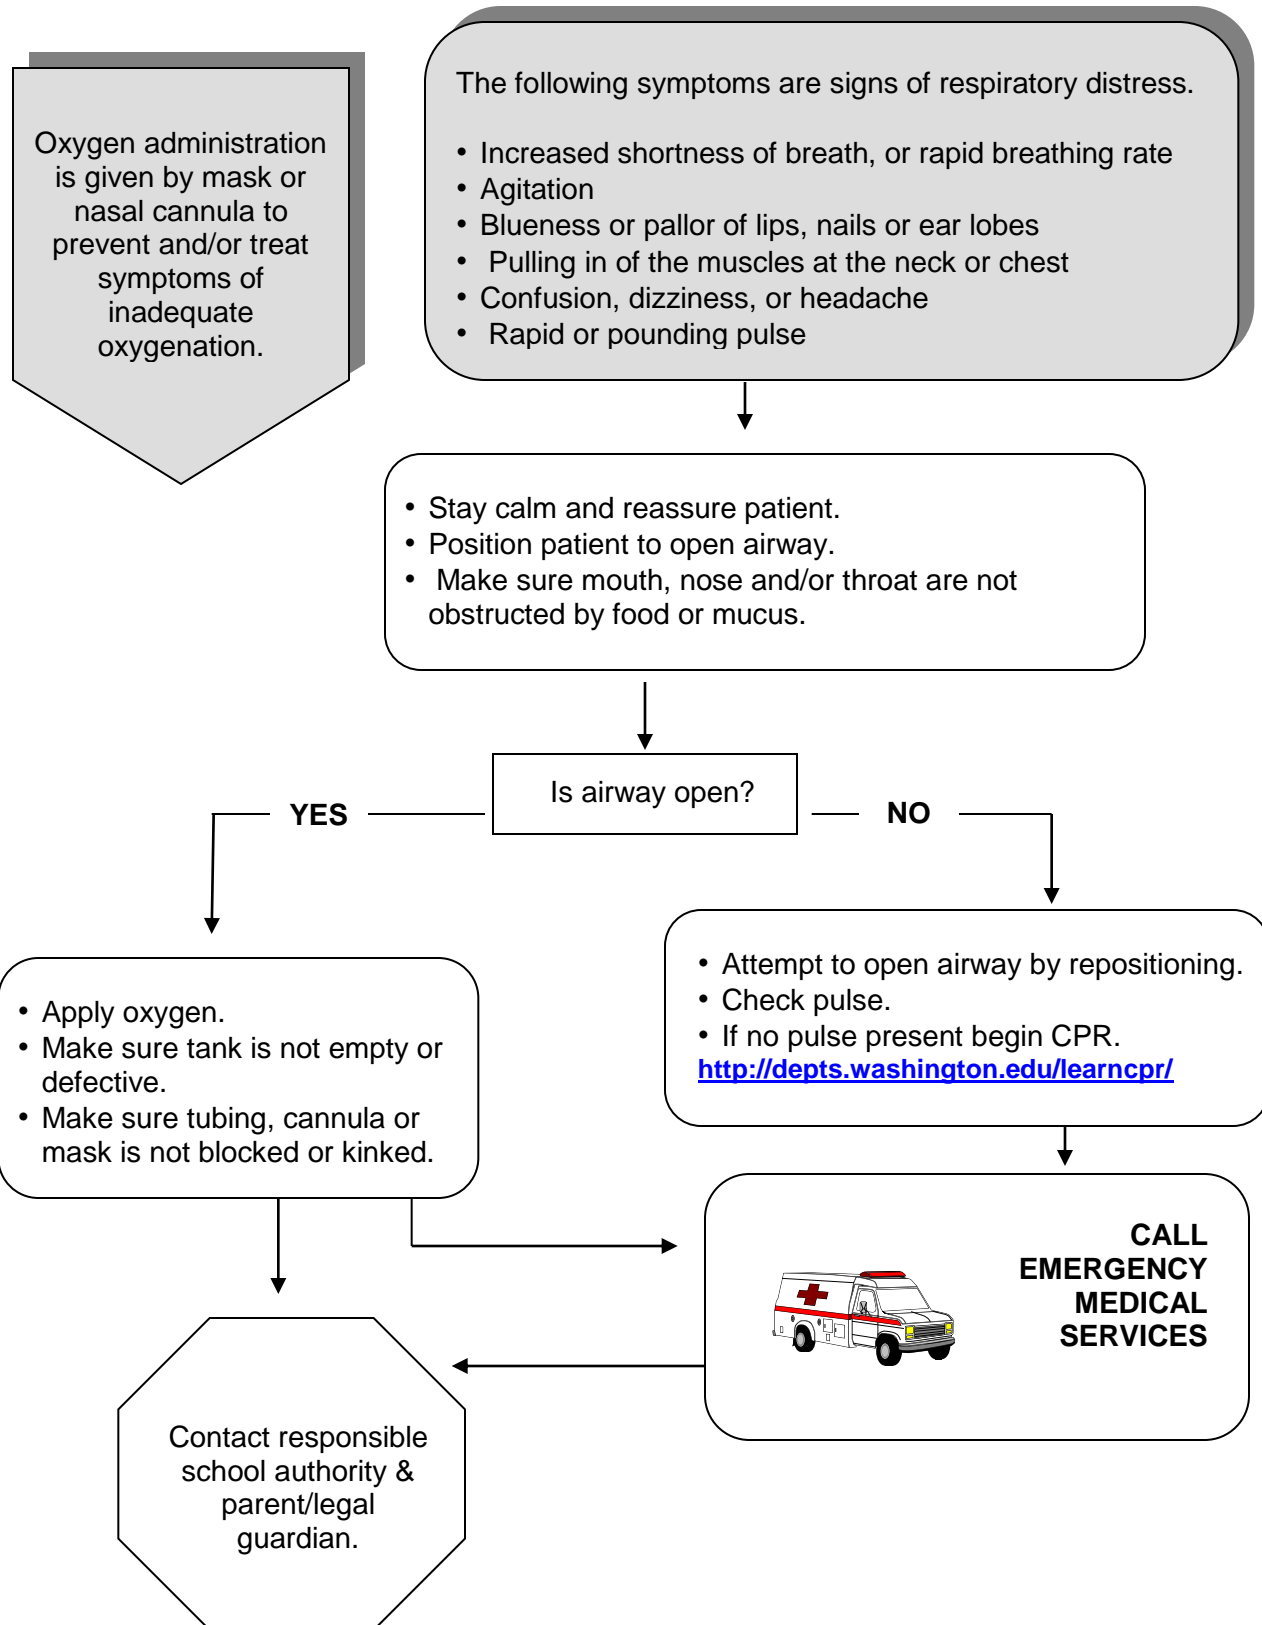 Oxygen administration
is given by mask or
nasal cannula to
prevent and/or treat
symptoms of
inadequate
oxygenation.
The following symptoms are signs of respiratory distress.
• Increased shortness of breath, or rapid breathing rate
• Agitation
• Blueness or pallor of lips, nails or ear lobes
• Pulling in of the muscles at the neck or chest
• Confusion, dizziness, or headache
• Rapid or pounding pulse
• Stay calm and reassure patient.
• Position patient to open airway.
• Make sure mouth, nose and/or throat are not
obstructed by food or mucus.
Is airway open?
YES
NO
• Apply oxygen.
• Make sure tank is not empty or
defective.
• Make sure tubing, cannula or
mask is not blocked or kinked.
• Attempt to open airway by repositioning.
• Check pulse.
• If no pulse present begin CPR.
http://depts.washington.edu/learncpr/
CALL
EMERGENCY
MEDICAL
SERVICES
Contact responsible
school authority &
parent/legal
guardian.